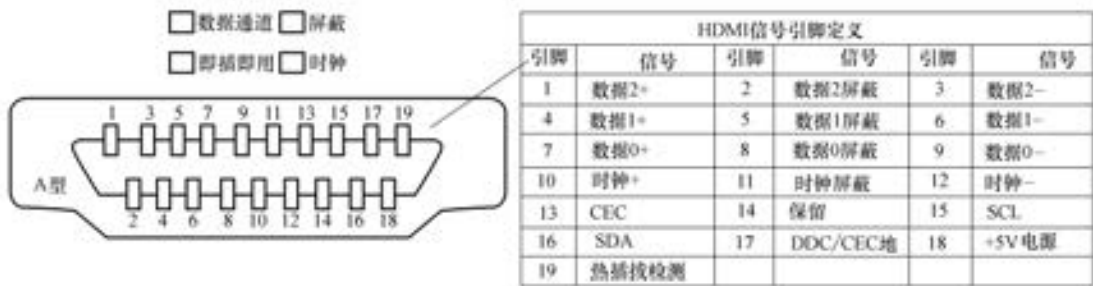 数据通道 屏蔽
即插即用 时钟
1 3 5 7 9 11 13 15 17 19
A型
2 4 6 8 10 12 14 16 18
HDMI信号引脚定义
引脚 信号 引脚 信号 引脚 信号
1 数据2+ 2 数据2屏蔽 3 数据2-
4 数据1+ 5 数据1屏蔽 6 数据1-
7 数据0+ 8 数据0屏蔽 9 数据0-
10 时钟+ 11 时钟屏蔽 12 时钟-
13 CEC 14 保留 15 SCL
16 SDA 17 DDC/CEC地 18 +5V电源
19 热插拔检测